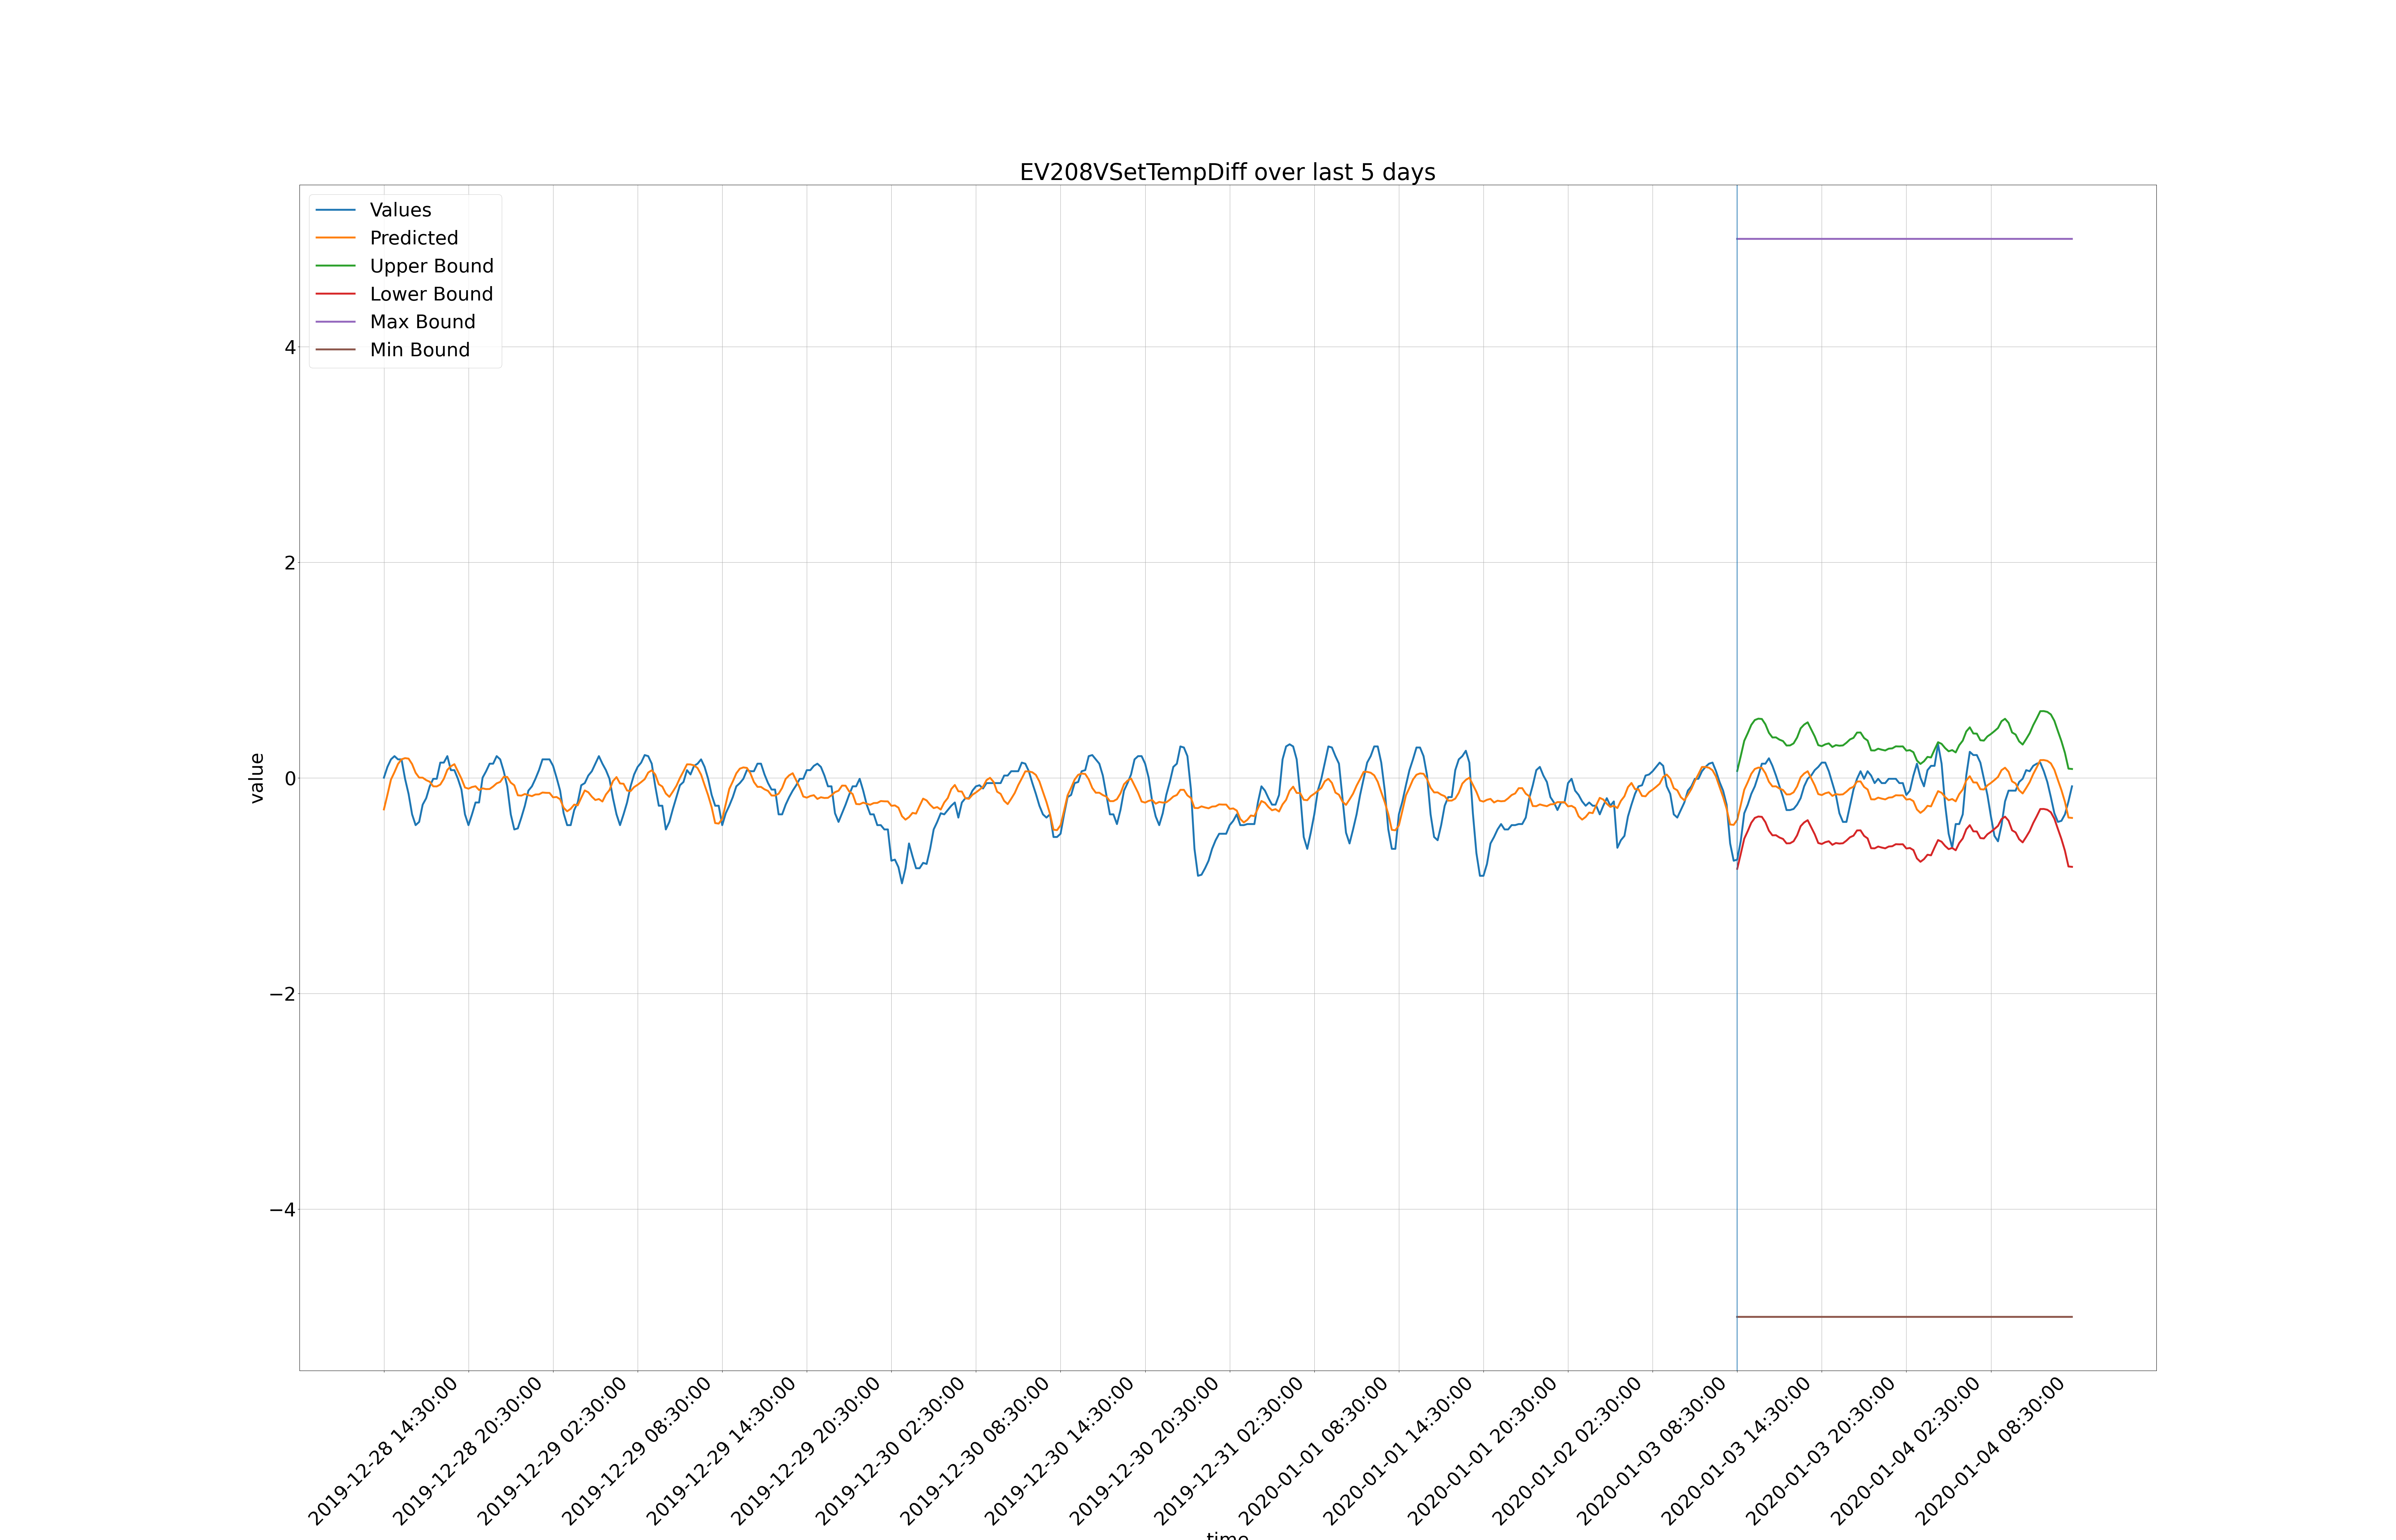 EV208VSetTempDiff over last 5 days
Values
Predicted
Upper Bound
Lower Bound
Max Bound
Min Bound
value
4
2
0
−2
−4
2019-12-28 14:30:00
2019-12-28 20:30:00
2019-12-29 02:30:00
2019-12-29 08:30:00
2019-12-29 14:30:00
2019-12-29 20:30:00
2019-12-30 02:30:00
2019-12-30 08:30:00
2019-12-30 14:30:00
2019-12-30 20:30:00
2019-12-31 02:30:00
2020-01-01 08:30:00
2020-01-01 14:30:00
2020-01-01 20:30:00
2020-01-02 02:30:00
2020-01-03 08:30:00
2020-01-03 14:30:00
2020-01-03 20:30:00
2020-01-04 02:30:00
2020-01-04 08:30:00
time